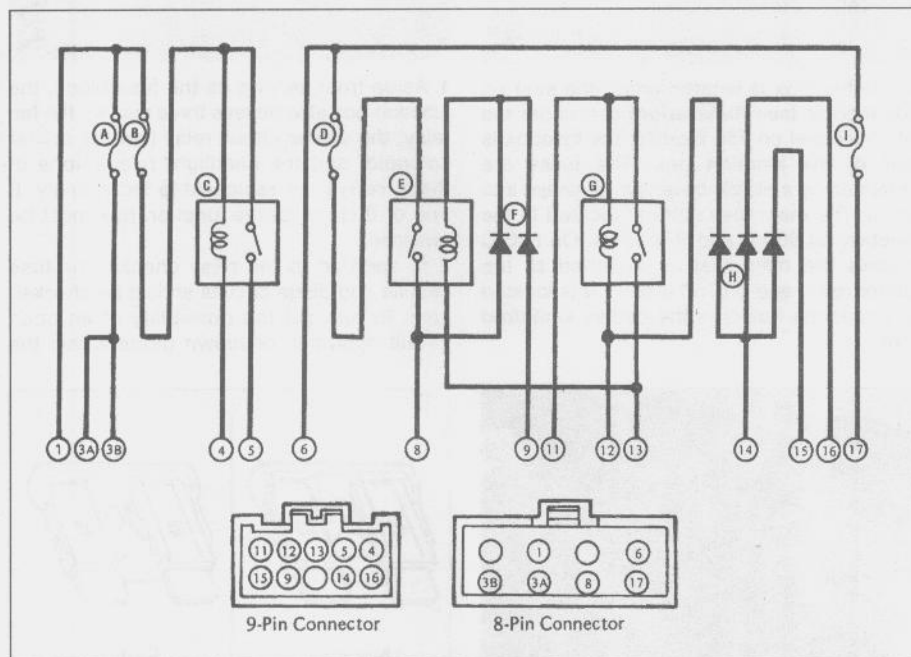 A B D I
C E G
F
H
1 3A 3B 4 5 6 8 9 11 12 13 14 15 16 17
11 12 13 5 4 1 6
15 9 14 16 3B 3A 8 17
9-Pin Connector 8-Pin Connector